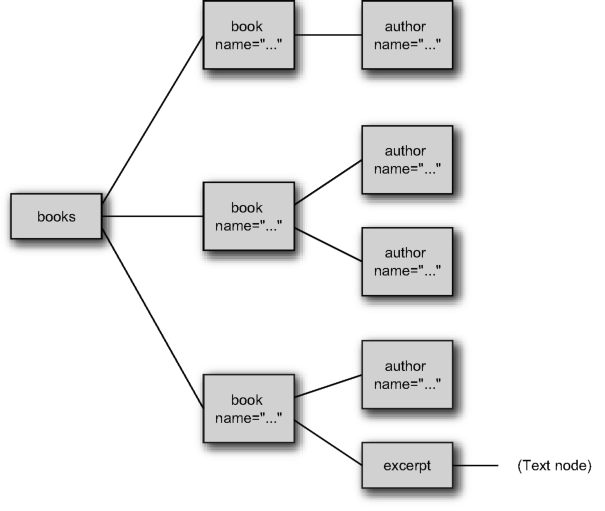 book
name="..."
author
name="..."
author
name="..."
books
book
name="..."
author
name="..."
author
name="..."
book
name="..."
excerpt
(Text node)